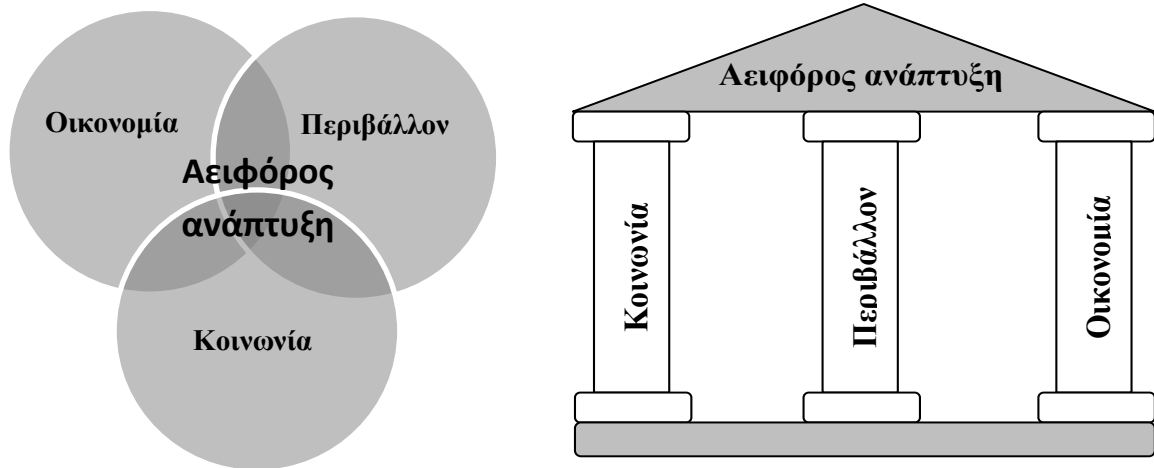 Οικονομία
Περιβάλλον
Αειφόρος
ανάπτυξη
Κοινωνία
Αειφόρος ανάπτυξη
Κοινωνία
Περιβάλλον
Οικονομία